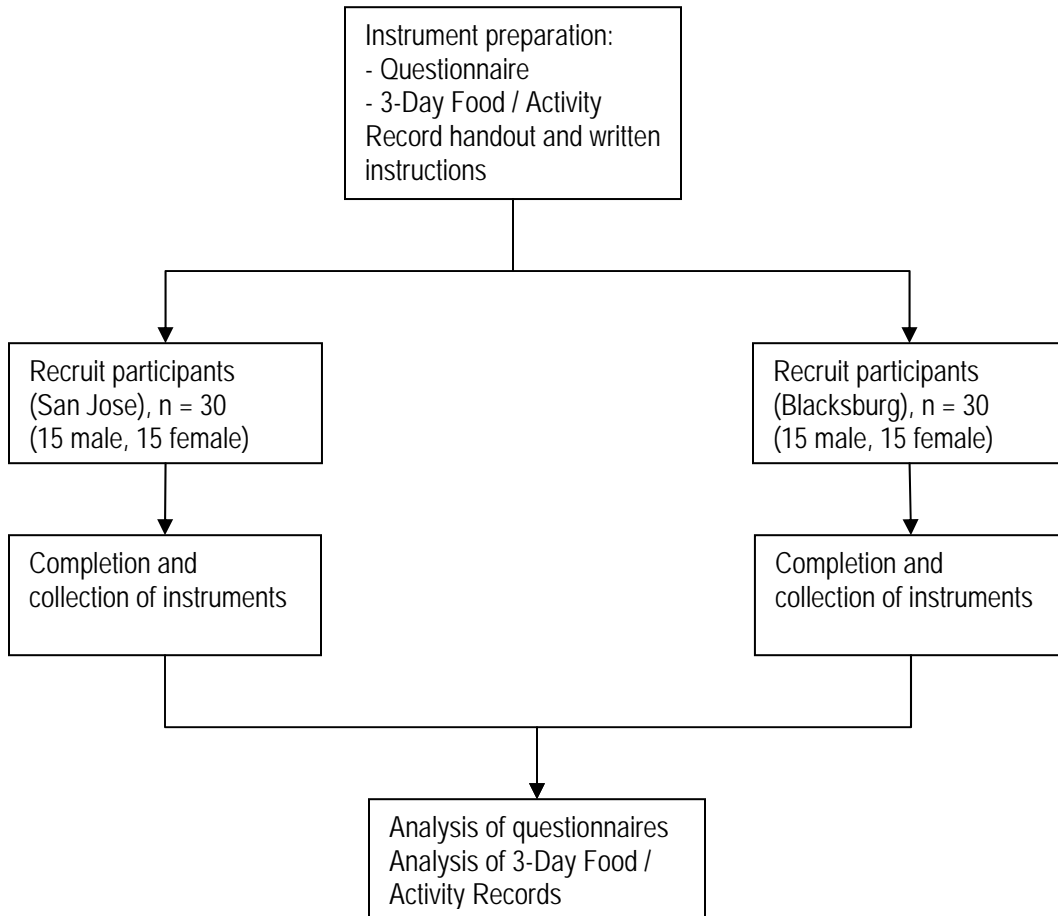 Instrument preparation:
- Questionnaire
- 3-Day Food / Activity
Record handout and written
instructions
Recruit participants
(San Jose), n = 30
(15 male, 15 female)
Recruit participants
(Blacksburg), n = 30
(15 male, 15 female)
Completion and
collection of instruments
Completion and
collection of instruments
Analysis of questionnaires
Analysis of 3-Day Food /
Activity Records